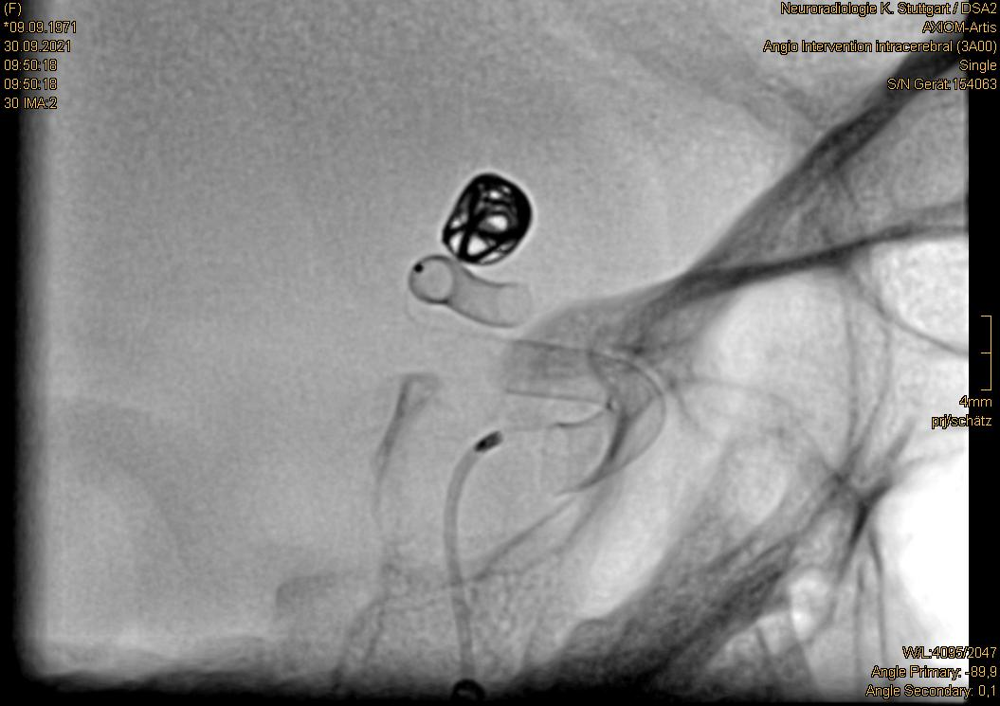 (F)
*09.09.1971
30.09.2021
09:50:18
09:50:18
30 IMA:2
Neuroradiologie K. Stuttgart / DSA2
AXIOM-Artis
Angio Intervention intracerebral (3A00)
Single
S/N Gerät:154063
4mm
prj/schätz
W/L:4095/2047
Angle Primary: -89,9
Angle Secondary: 0,1